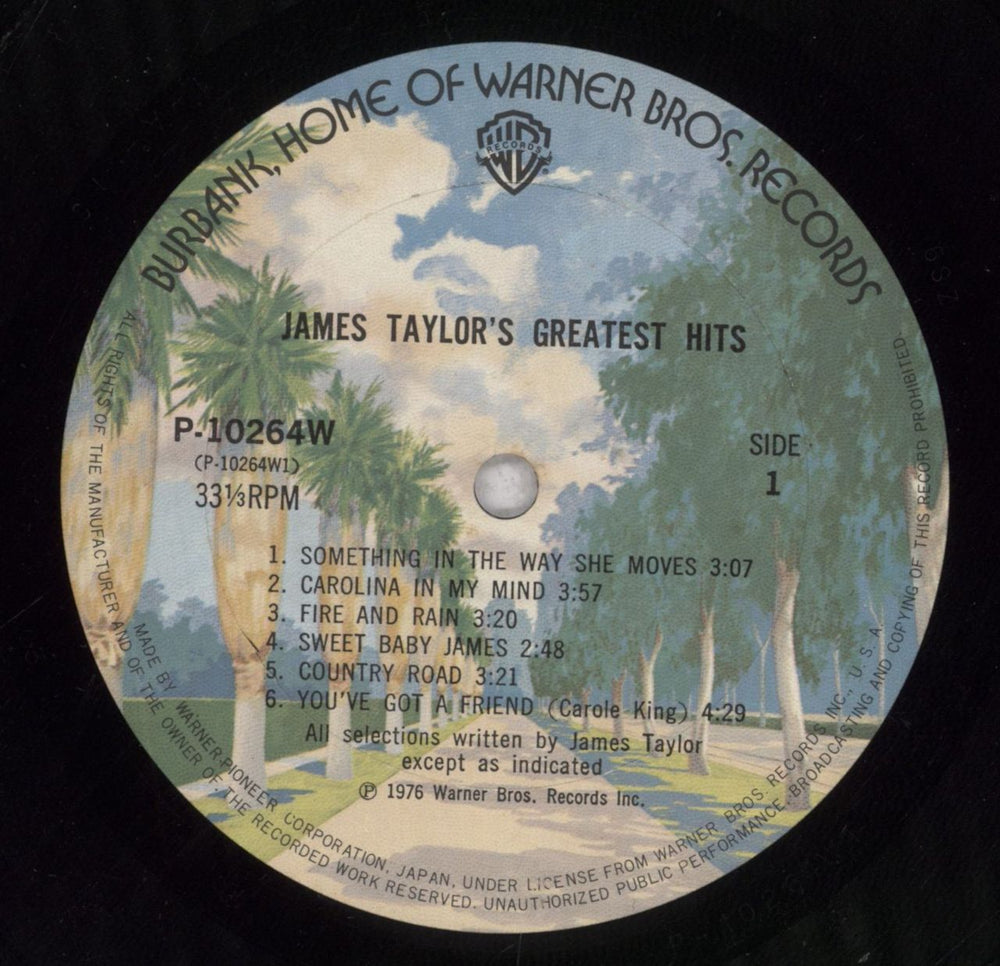 BURBANK, HOME OF WARNER BROS. RECORDS
W RECORDS
JAMES TAYLOR'S GREATEST HITS
P-10264W
(P-10264W1)
33⅓RPM
SIDE
1
1. SOMETHING IN THE WAY SHE MOVES 3:07
2. CAROLINA IN MY MIND 3:57
3. FIRE AND RAIN 3:20
4. SWEET BABY JAMES 2:48
5. COUNTRY ROAD 3:21
6. YOU'VE GOT A FRIEND (Carole King) 4:29
All selections written by James Taylor
except as indicated
℗ 1976 Warner Bros. Records Inc.
MADE BY WARNER-PIONEER CORPORATION, JAPAN, UNDER LICENSE FROM WARNER BROS. RECORDS INC., U. S. A.
ALL RIGHTS OF THE MANUFACTURER AND OF THE OWNER OF THE RECORDED WORK RESERVED. UNAUTHORIZED PUBLIC PERFORMANCE, BROADCASTING AND COPYING OF THIS RECORD PROHIBITED.